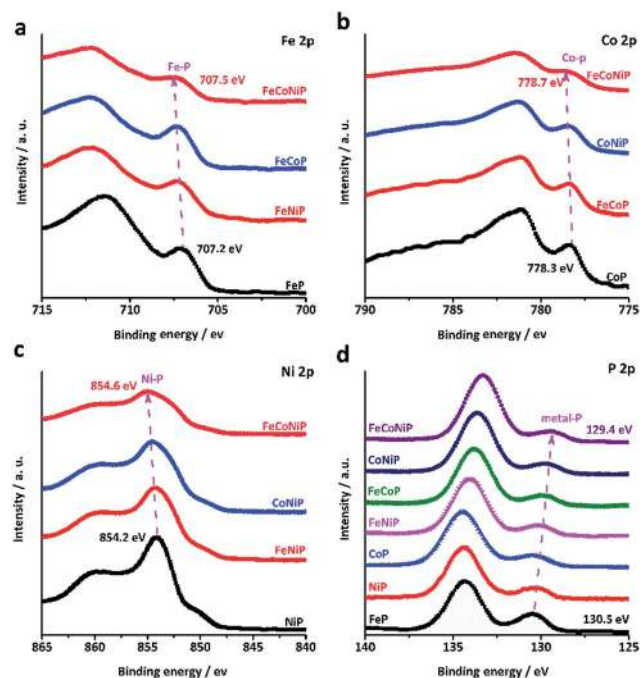 a
Fe 2p
Fe-P
707.5 eV
FeCoNiP
FeCoP
FeNiP
707.2 eV
FeP
Intensity / a. u.
715 710 705 700
Binding energy / ev
b
Co 2p
Co-p
778.7 eV
FeCoNiP
CoNiP
FeCoP
778.3 eV
CoP
Intensity / a. u.
790 785 780 775
Binding energy / ev
c
Ni 2p
854.6 eV
Ni-P
FeCoNiP
CoNiP
FeNiP
854.2 eV
NiP
Intensity / a. u.
865 860 855 850 845 840
Binding energy / ev
d
P 2p
metal-P
129.4 eV
FeCoNiP
CoNiP
FeCoP
FeNiP
CoP
NiP
FeP
130.5 eV
Intensity / a. u.
140 135 130 125
Binding energy / ev